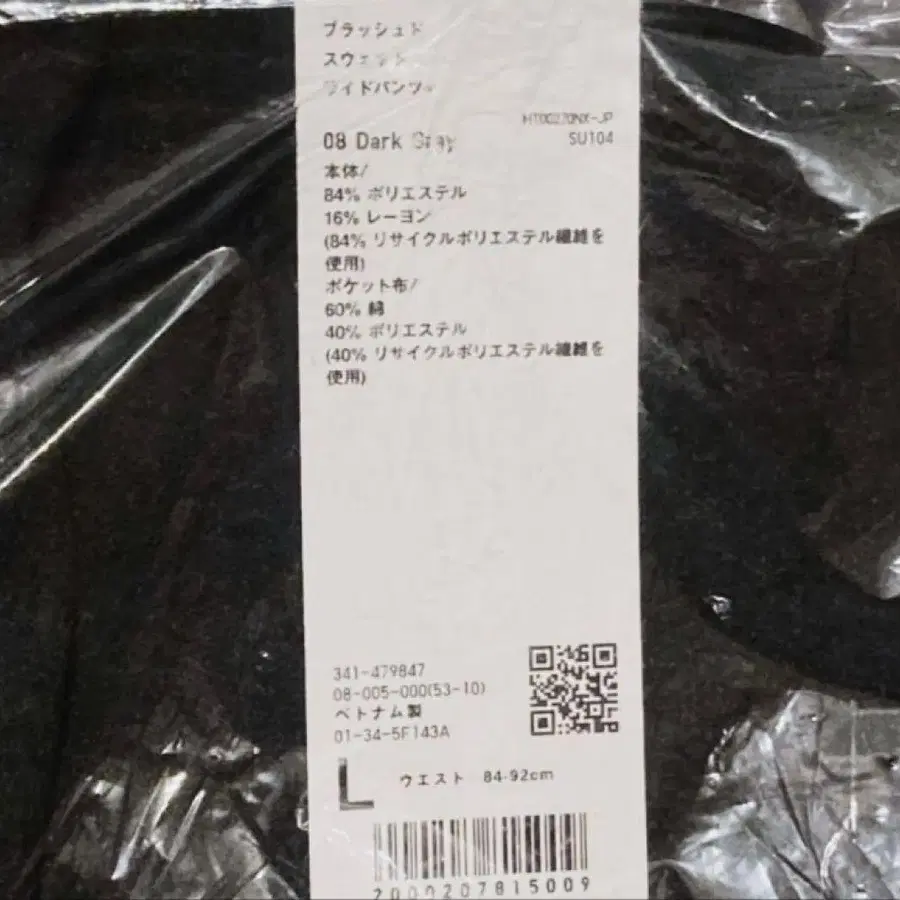 ブラッシュド
スウェット
ワイドパンツ
HT00270NX-JP
08 Dark Gray
SU104
本体/
84% ポリエステル
16% レーヨン
(84% リサイクルポリエステル繊維を
使用)
ポケット布/
60% 綿
40% ポリエステル
(40% リサイクルポリエステル繊維を
使用)
341-479847
08-005-000(53-10)
ベトナム製
01-34-5F143A
L ウエスト 84-92cm
2000207815009